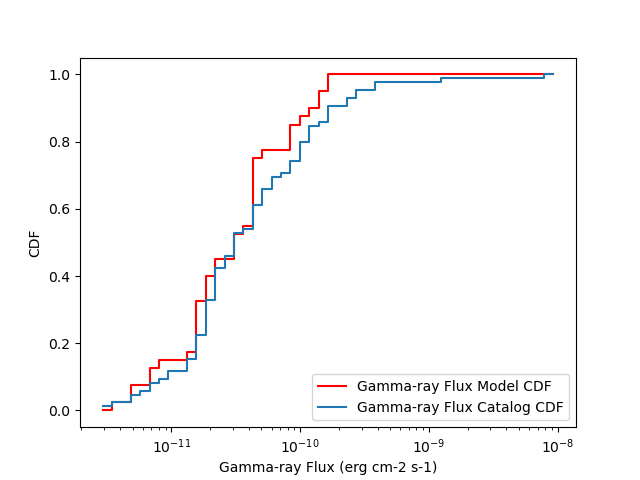 1.0
0.8
0.6
0.4
0.2
0.0
CDF
10⁻¹¹ 10⁻¹⁰ 10⁻⁹ 10⁻⁸
Gamma-ray Flux (erg cm-2 s-1)
Gamma-ray Flux Model CDF
Gamma-ray Flux Catalog CDF